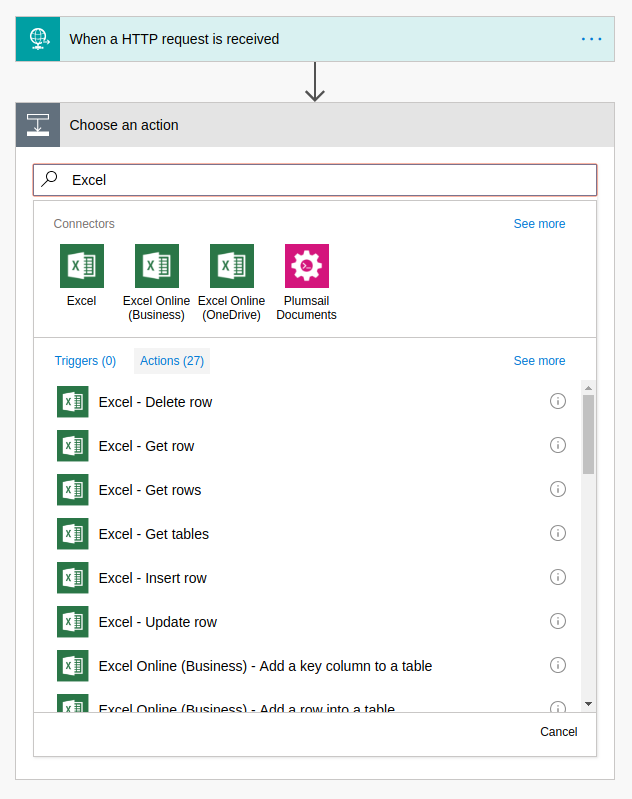 When a HTTP request is received
Choose an action
Excel
Connectors
See more
Excel
Excel Online (Business)
Excel Online (OneDrive)
Plumsail Documents
Triggers (0)
Actions (27)
See more
Excel - Delete row
Excel - Get row
Excel - Get rows
Excel - Get tables
Excel - Insert row
Excel - Update row
Excel Online (Business) - Add a key column to a table
Excel Online (Business) - Add a row into a table
Cancel